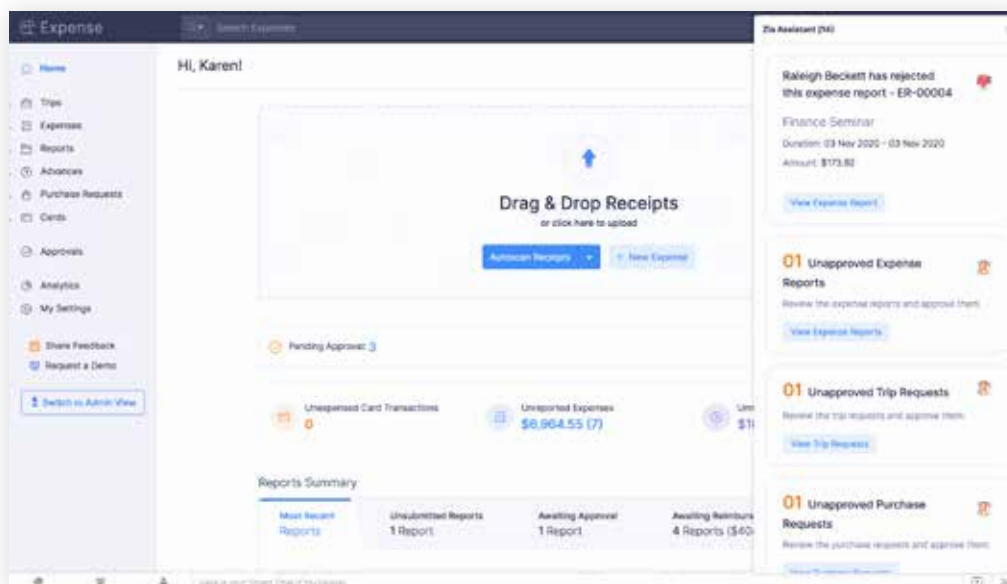 Expense
Search Expenses
Zia Assistant (14)
Home
Trips
Expenses
Reports
Advances
Purchase Requests
Cards
Approvals
Analytics
My Settings
Share Feedback
Request a Demo
Switch to Admin View
Hi, Karen!
Drag & Drop Receipts
or click here to upload
Autoscan Receipts
+ New Expense
Pending Approval: 3
Unexpensed Card Transactions
0
Unreported Expenses
$6,964.55 (7)
Reports Summary
Most Recent
Reports
Unsubmitted Reports
1 Report
Awaiting Approval
1 Report
Awaiting Reimburs
4 Reports ($40
Raleigh Beckett has rejected
this expense report - ER-00004
Finance Seminar
Duration: 03 Nov 2020 - 03 Nov 2020
Amount: $173.92
View Expense Report
01 Unapproved Expense
Reports
Review the expense reports and approve them
View Expense Reports
01 Unapproved Trip Requests
Review the trip requests and approve them
View Trip Requests
01 Unapproved Purchase
Requests
Review the purchase requests and approve them